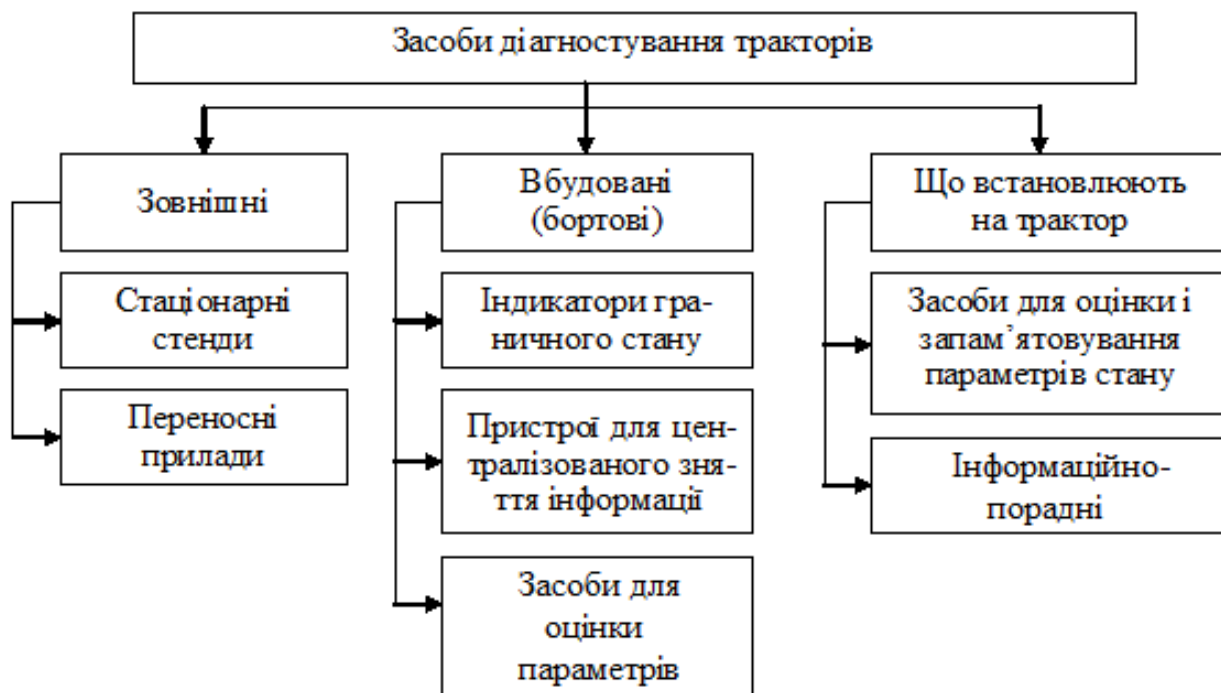 Засоби діагностування тракторів
Зовнішні
Стаціонарні
стенди
Переносні
прилади
Вбудовані
(бортові)
Індикатори гра-
ничного стану
Пристрої для цен-
тралізованого зня-
ття інформації
Засоби для
оцінки
параметрів
Що встановлюють
на трактор
Засоби для оцінки і
запам’ятовування
параметрів стану
Інформаційно-
порадні